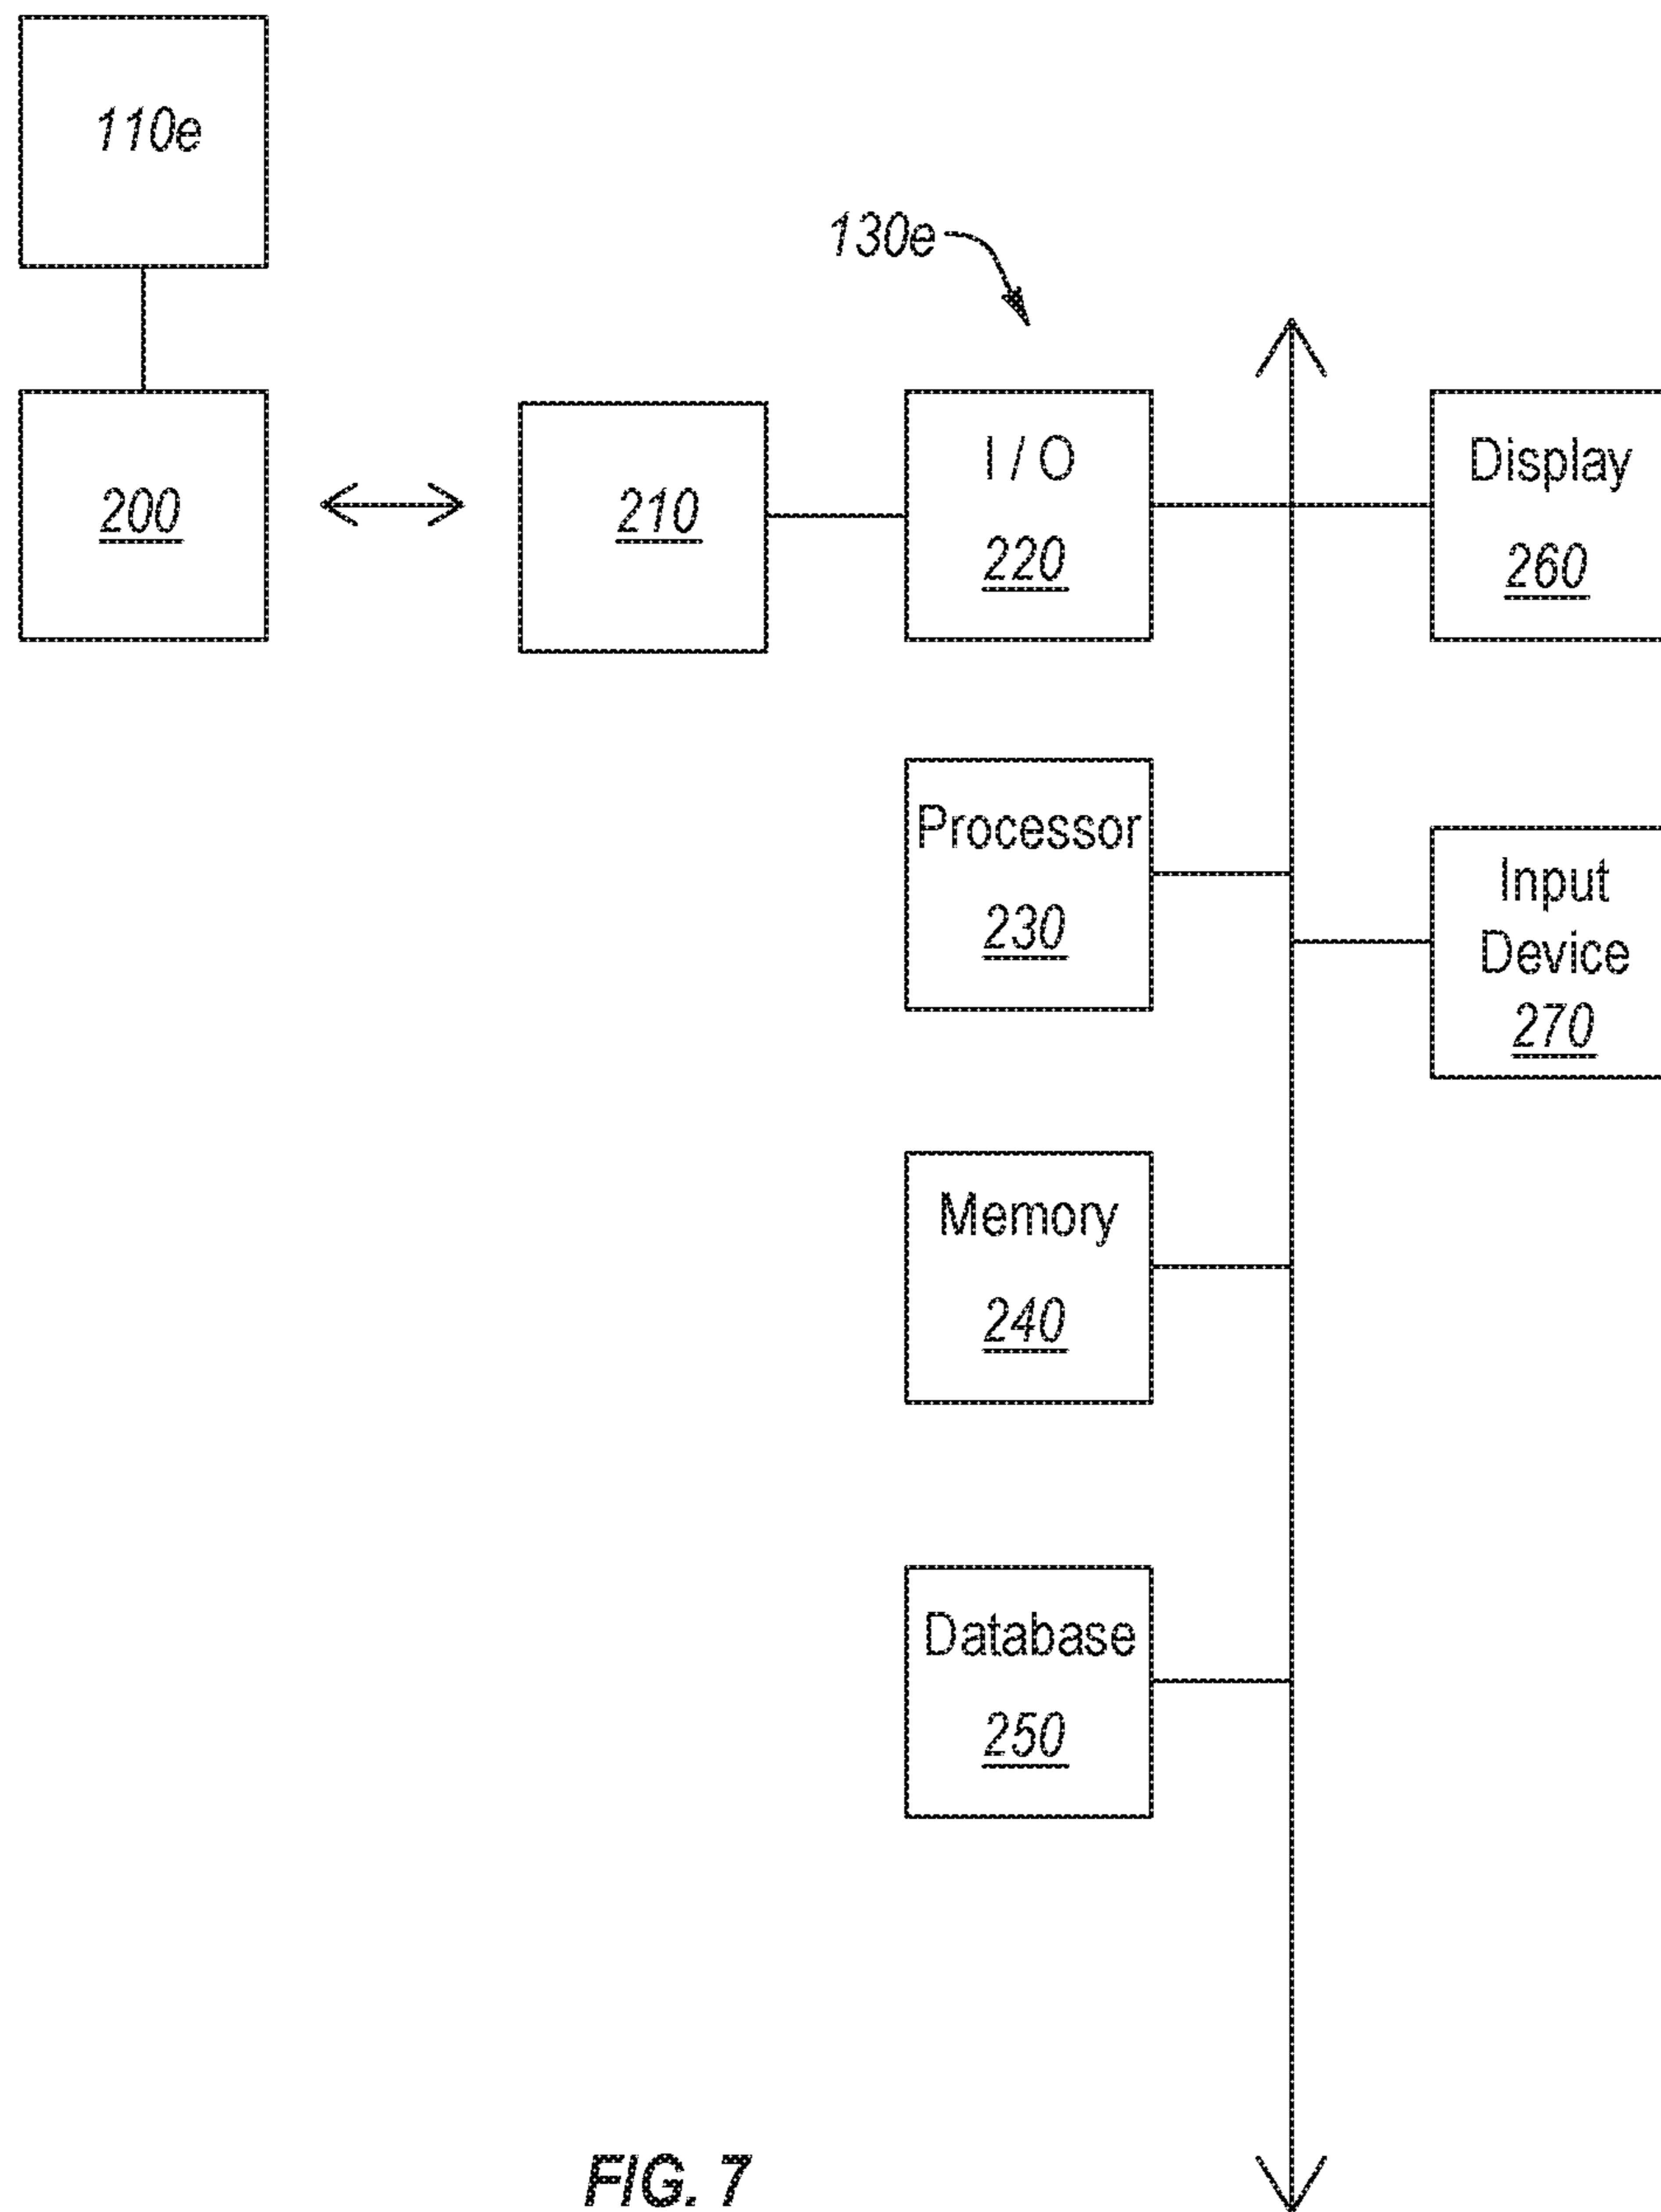 110e
130e
200
210
I / O
220
Display
260
Processor
230
Input
Device
270
Memory
240
Database
250
FIG. 7